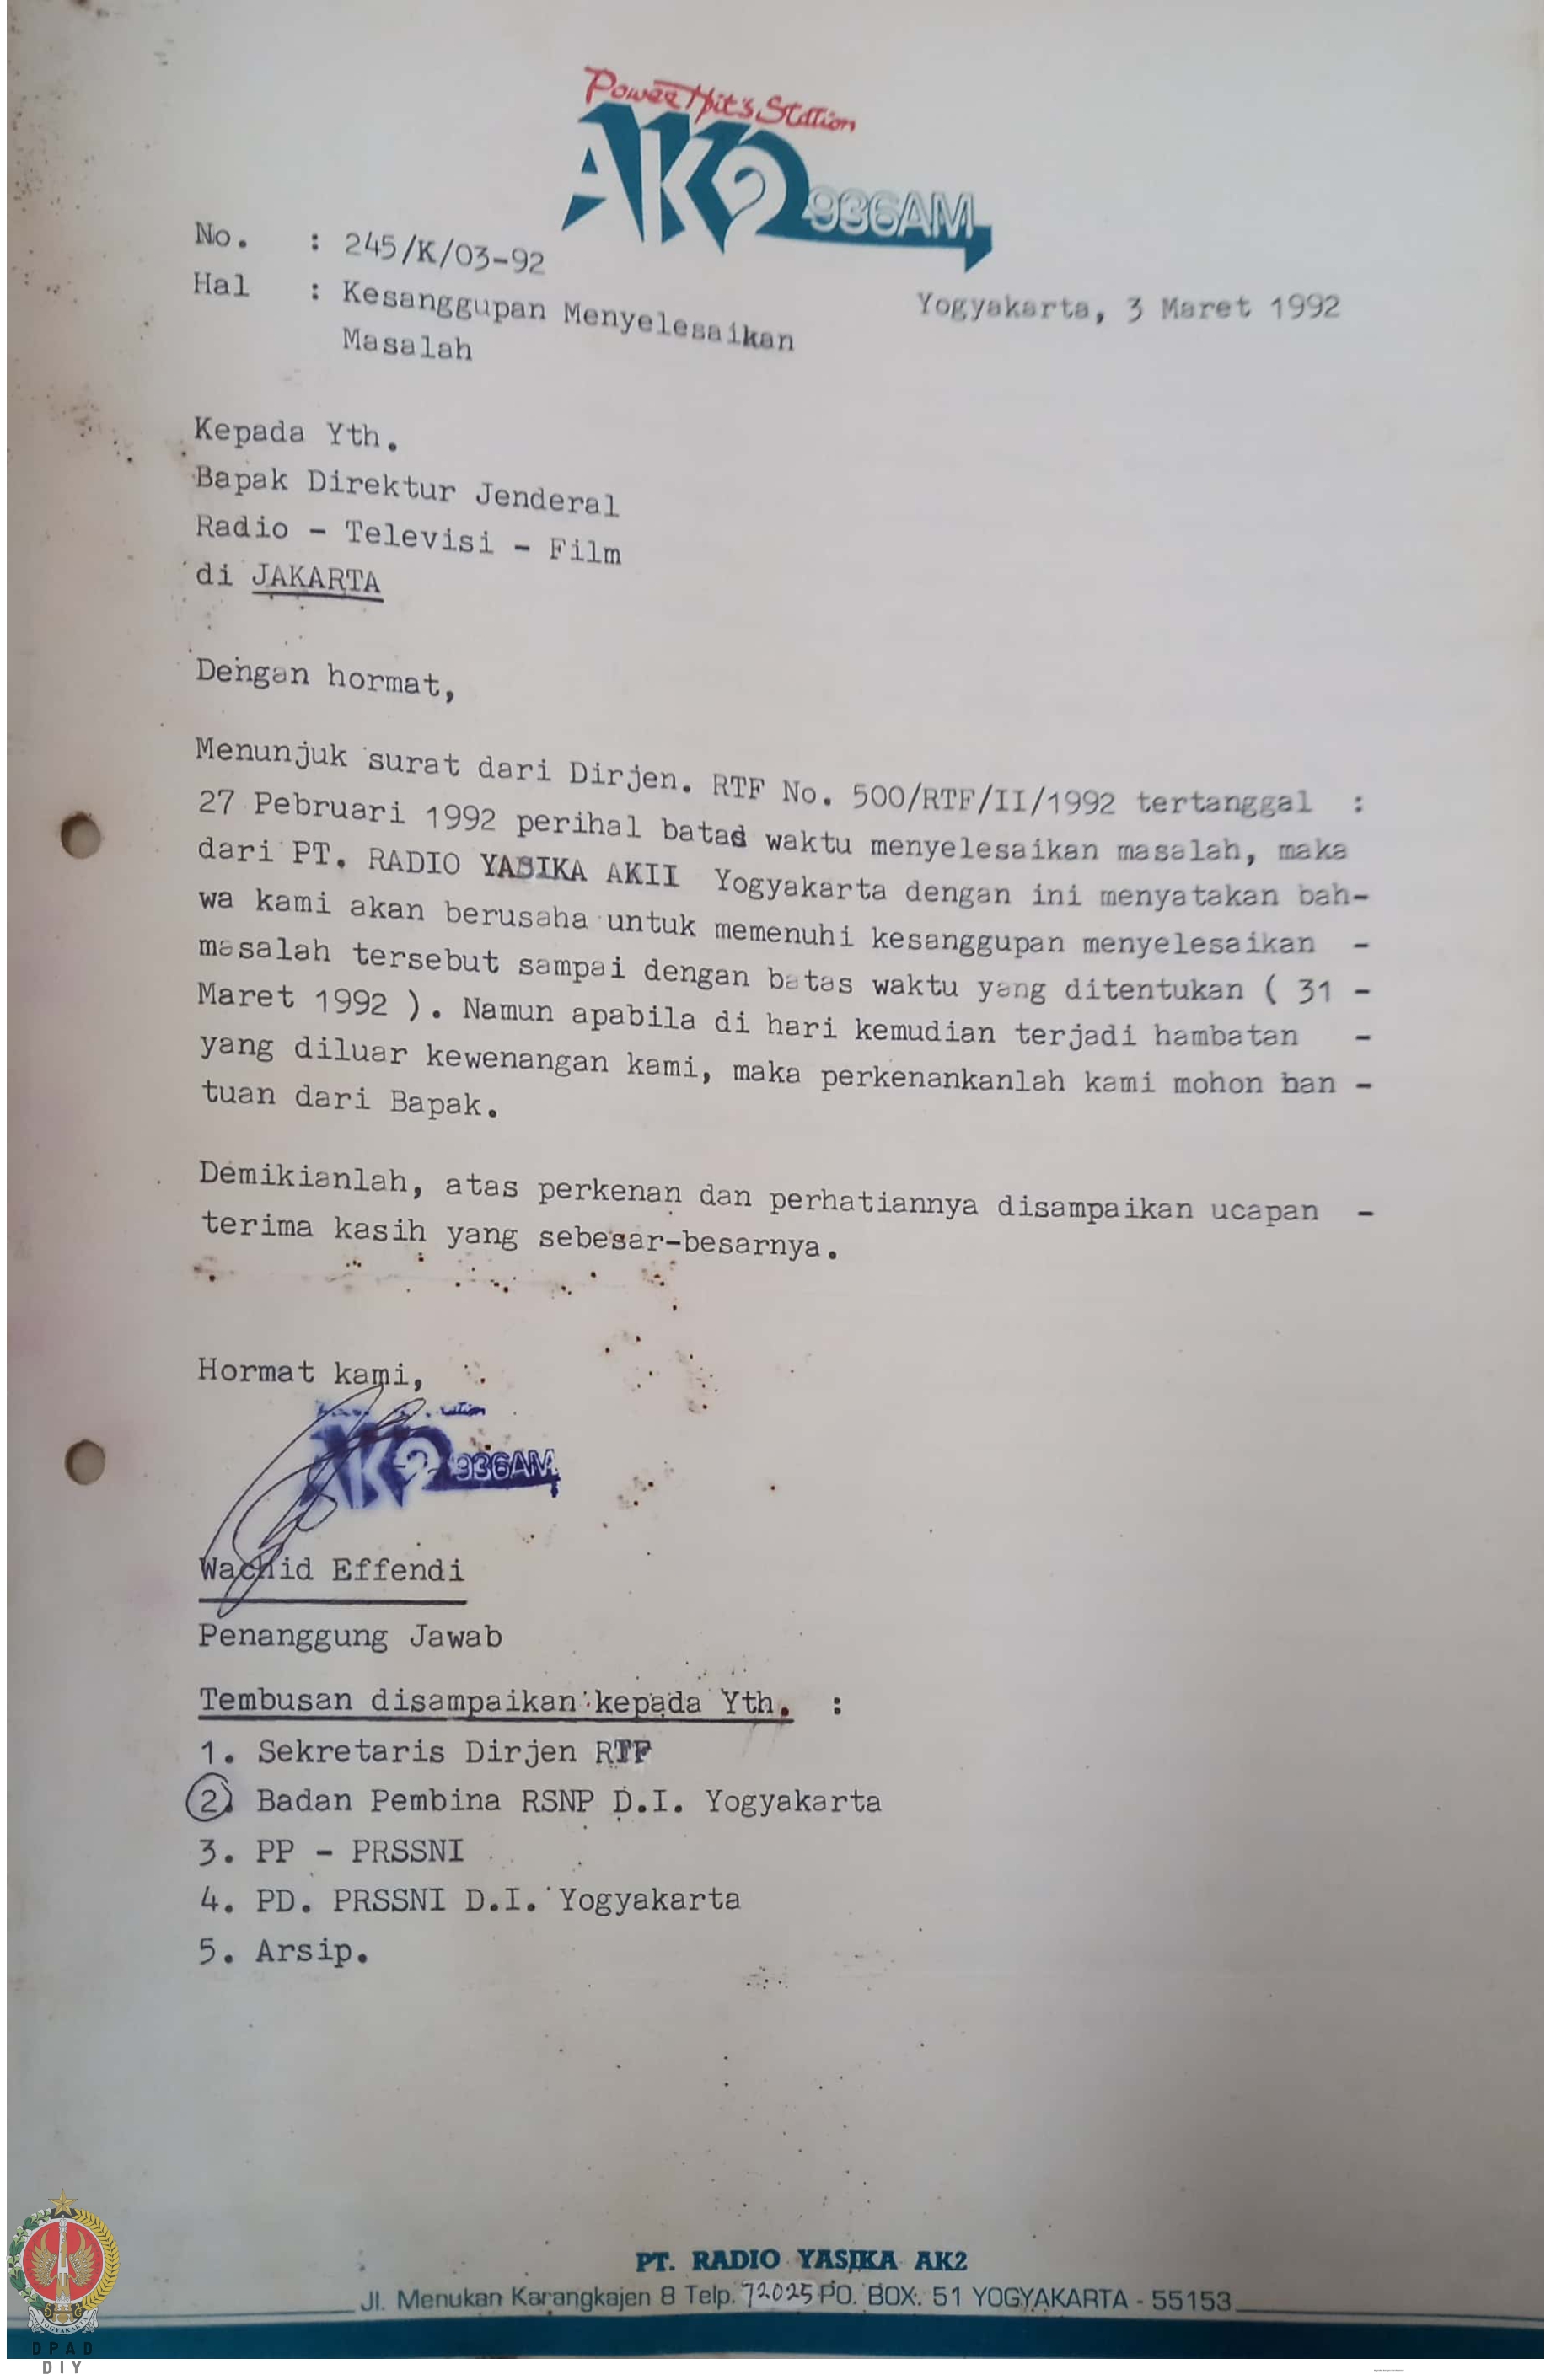 Power Hit's Station
AK2 936AM
No. : 245/K/03-92
Hal : Kesanggupan Menyelesaikan
Masalah
Yogyakarta, 3 Maret 1992
Kepada Yth.
Bapak Direktur Jenderal
Radio - Televisi - Film
di JAKARTA
Dengan hormat,
Menunjuk surat dari Dirjen. RTF No. 500/RTF/II/1992 tertanggal :
27 Pebruari 1992 perihal batas waktu menyelesaikan masalah, maka
dari PT. RADIO YASIKA AKII Yogyakarta dengan ini menyatakan bah-
wa kami akan berusaha untuk memenuhi kesanggupan menyelesaikan -
masalah tersebut sampai dengan batas waktu yang ditentukan ( 31 -
Maret 1992 ). Namun apabila di hari kemudian terjadi hambatan -
yang diluar kewenangan kami, maka perkenankanlah kami mohon ban -
tuan dari Bapak.
Demikianlah, atas perkenan dan perhatiannya disampaikan ucapan -
terima kasih yang sebesar-besarnya.
Hormat kami,
AK2 936AM
Wachid Effendi
Penanggung Jawab
Tembusan disampaikan kepada Yth. :
1. Sekretaris Dirjen RTF
2. Badan Pembina RSNP D.I. Yogyakarta
3. PP - PRSSNI
4. PD. PRSSNI D.I. Yogyakarta
5. Arsip.
PT. RADIO YASIKA AK2
Jl. Menukan Karangkajen 8 Telp. 72025 PO. BOX. 51 YOGYAKARTA - 55153
YOGYAKARTA
DPAD
DIY